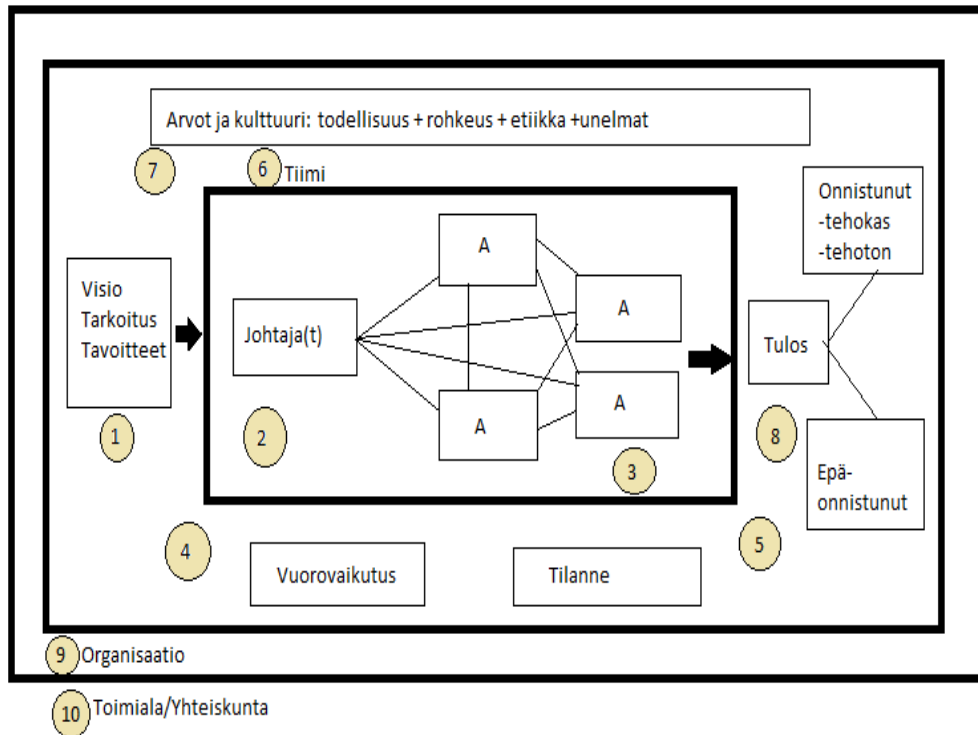 Arvot ja kulttuuri: todellisuus + rohkeus + etiikka +unelmat
7
6
Tiimi
Onnistunut
-tehokas
-tehoton
Visio
Tarkoitus
Tavoitteet
Johtaja(t)
A
A
A
A
Tulos
1
2
3
8
Epä-
onnistunut
4
Vuorovaikutus
Tilanne
5
9
Organisaatio
10
Toimiala/Yhteiskunta